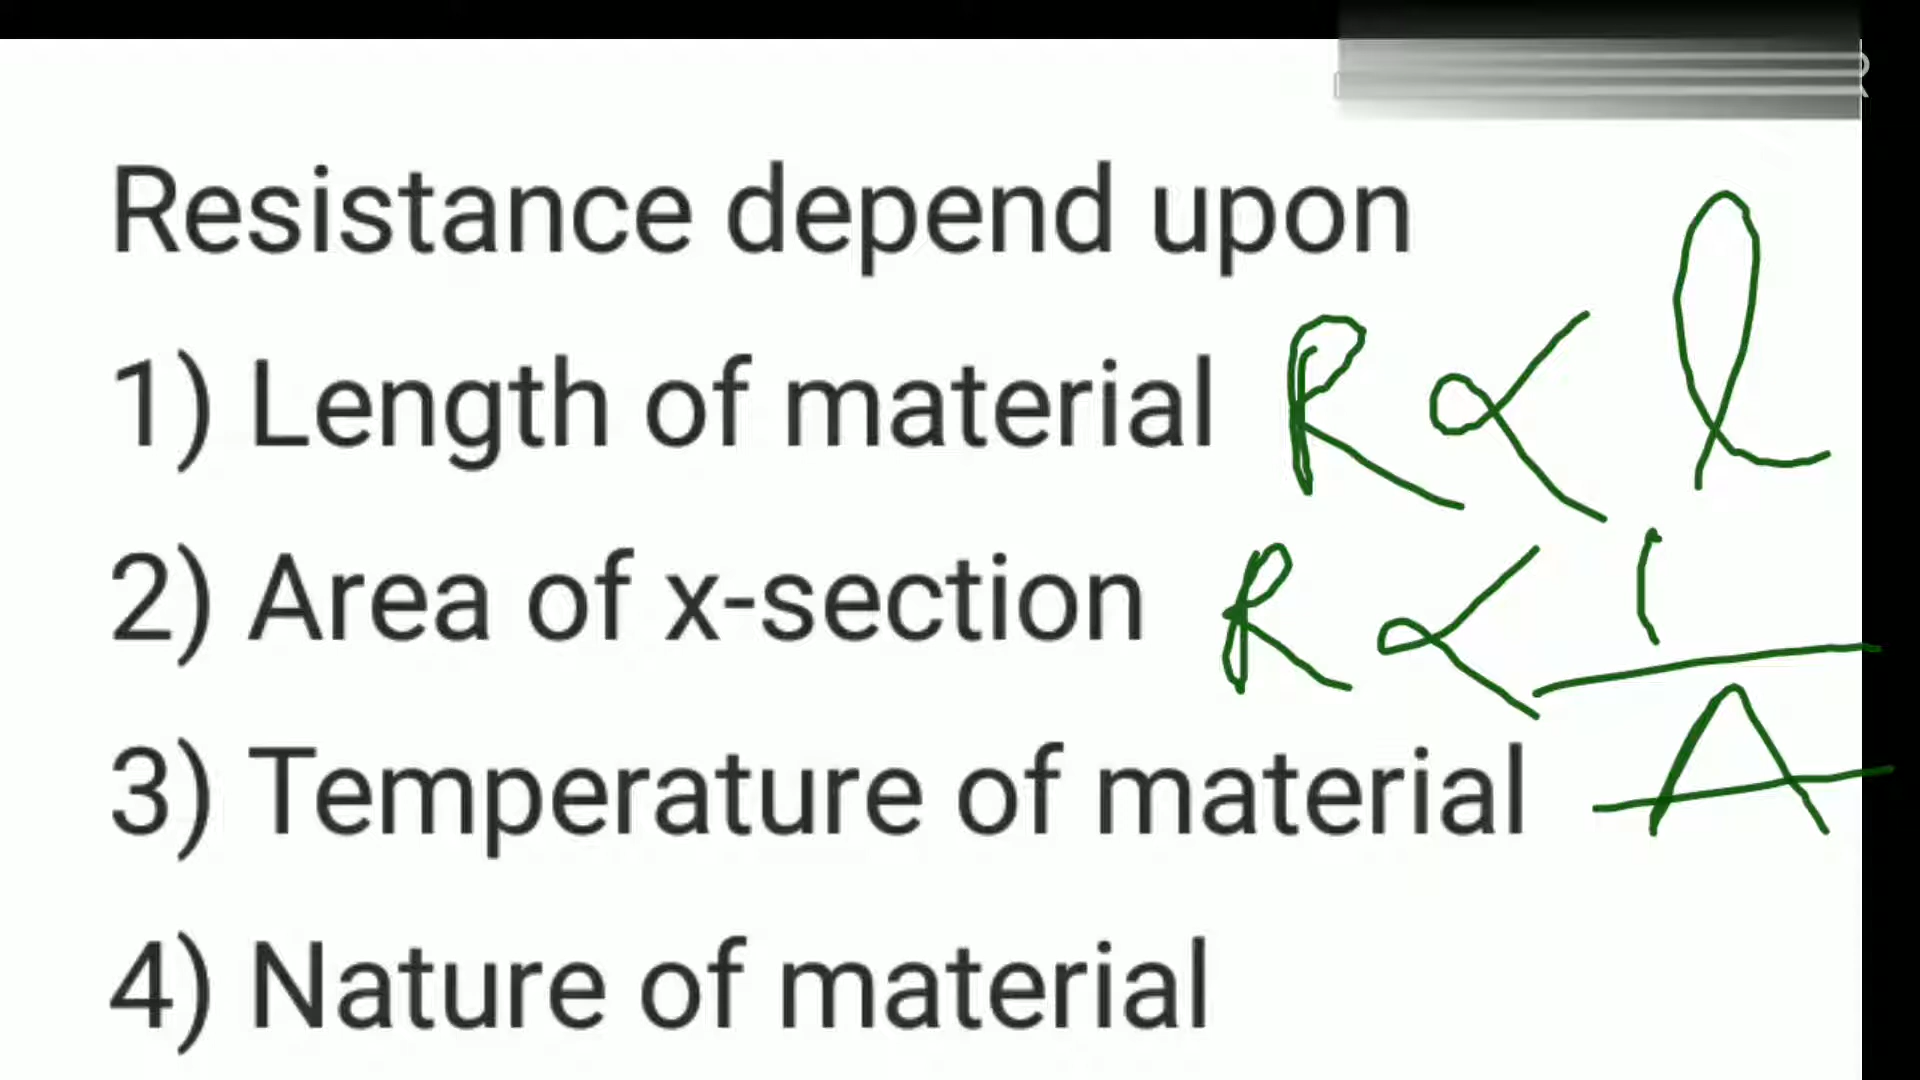 Resistance depend upon
1) Length of material R ∝ l
2) Area of x-section R ∝ 1/A
3) Temperature of material
4) Nature of material